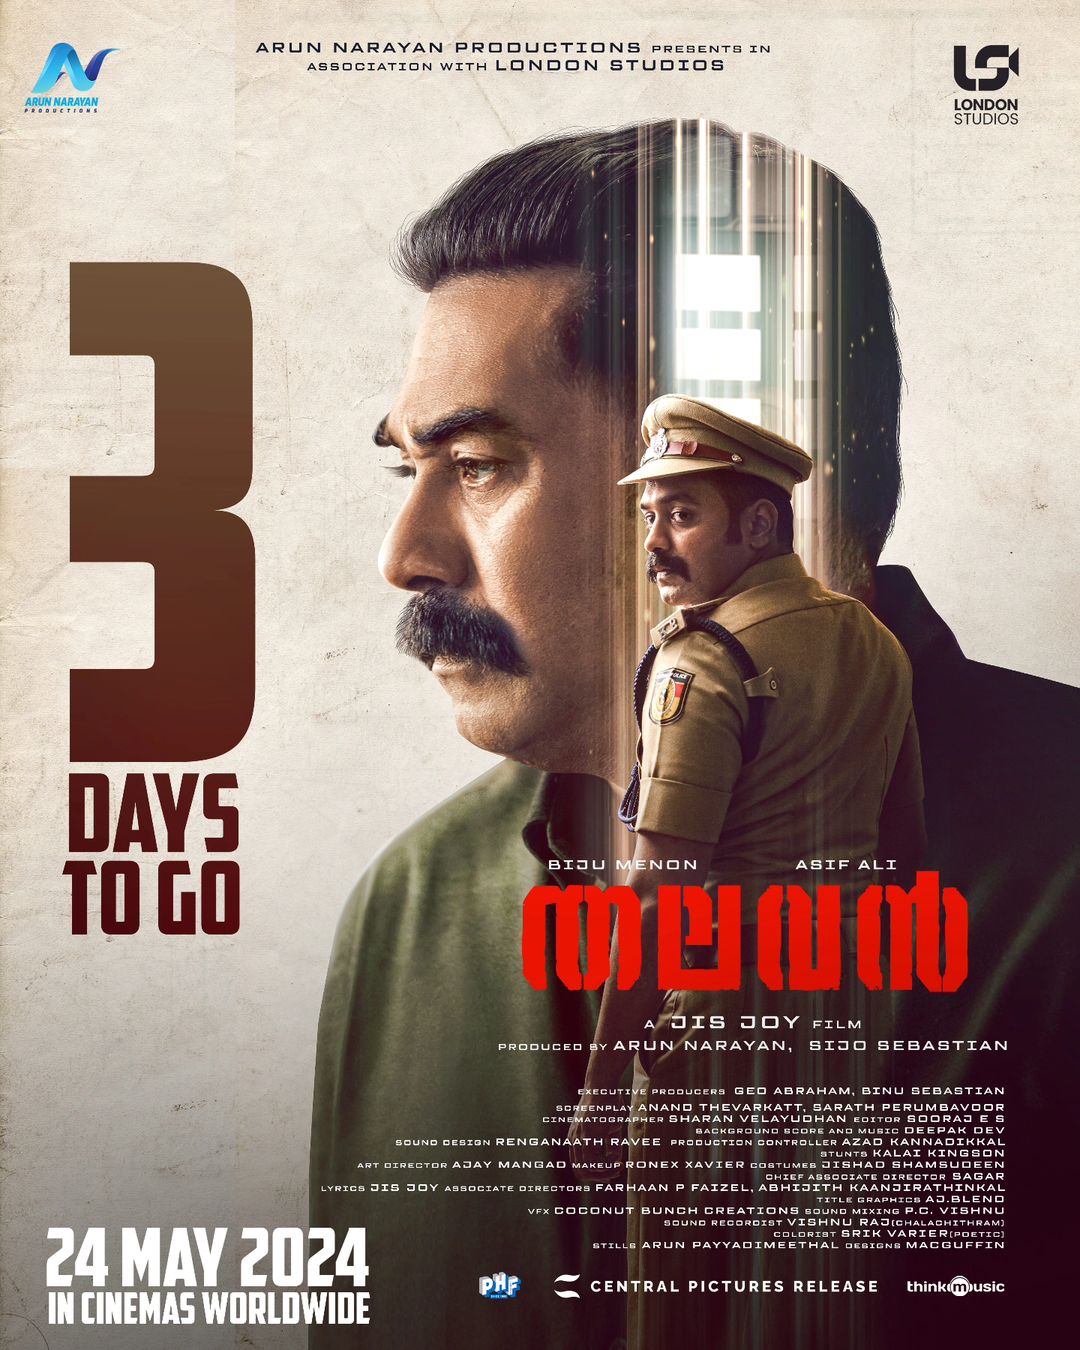 ARUN NARAYAN PRODUCTIONS PRESENTS IN
ASSOCIATION WITH LONDON STUDIOS
ARUN NARAYAN
PRODUCTIONS
LONDON
STUDIOS
3
DAYS
TO GO
BIJU MENON ASIF ALI
തലവൻ
A JIS JOY FILM
PRODUCED BY ARUN NARAYAN, SIJO SEBASTIAN
EXECUTIVE PRODUCERS GEO ABRAHAM, BINU SEBASTIAN
SCREENPLAY ANAND THEVARKATT, SARATH PERUMBAVOOR
CINEMATOGRAPHER SHARAN VELAYUDHAN EDITOR SOORAJ E S
BACKGROUND SCORE AND MUSIC DEEPAK DEV
SOUND DESIGN RENGANAATH RAVEE PRODUCTION CONTROLLER AZAD KANNADIKKAL
STUNTS KALAI KINGSON
ART DIRECTOR AJAY MANGAD MAKEUP RONEX XAVIER COSTUMES JISHAD SHAMSUDEEN
CHIEF ASSOCIATE DIRECTOR SAGAR
LYRICS JIS JOY ASSOCIATE DIRECTORS FARHAAN P FAIZEL, ABHIJITH KAANJIRATHINKAL
TITLE GRAPHICS AJ.BLEND
VFX COCONUT BUNCH CREATIONS SOUND MIXING P.C. VISHNU
SOUND RECORDIST VISHNU RAJ(CHALACHITHRAM)
COLORIST SRIK VARIER(POETIC)
STILLS ARUN PAYYADIMEETHAL DESIGNS MACGUFFIN
24 MAY 2024
IN CINEMAS WORLDWIDE
PHF
CENTRAL PICTURES RELEASE
think music